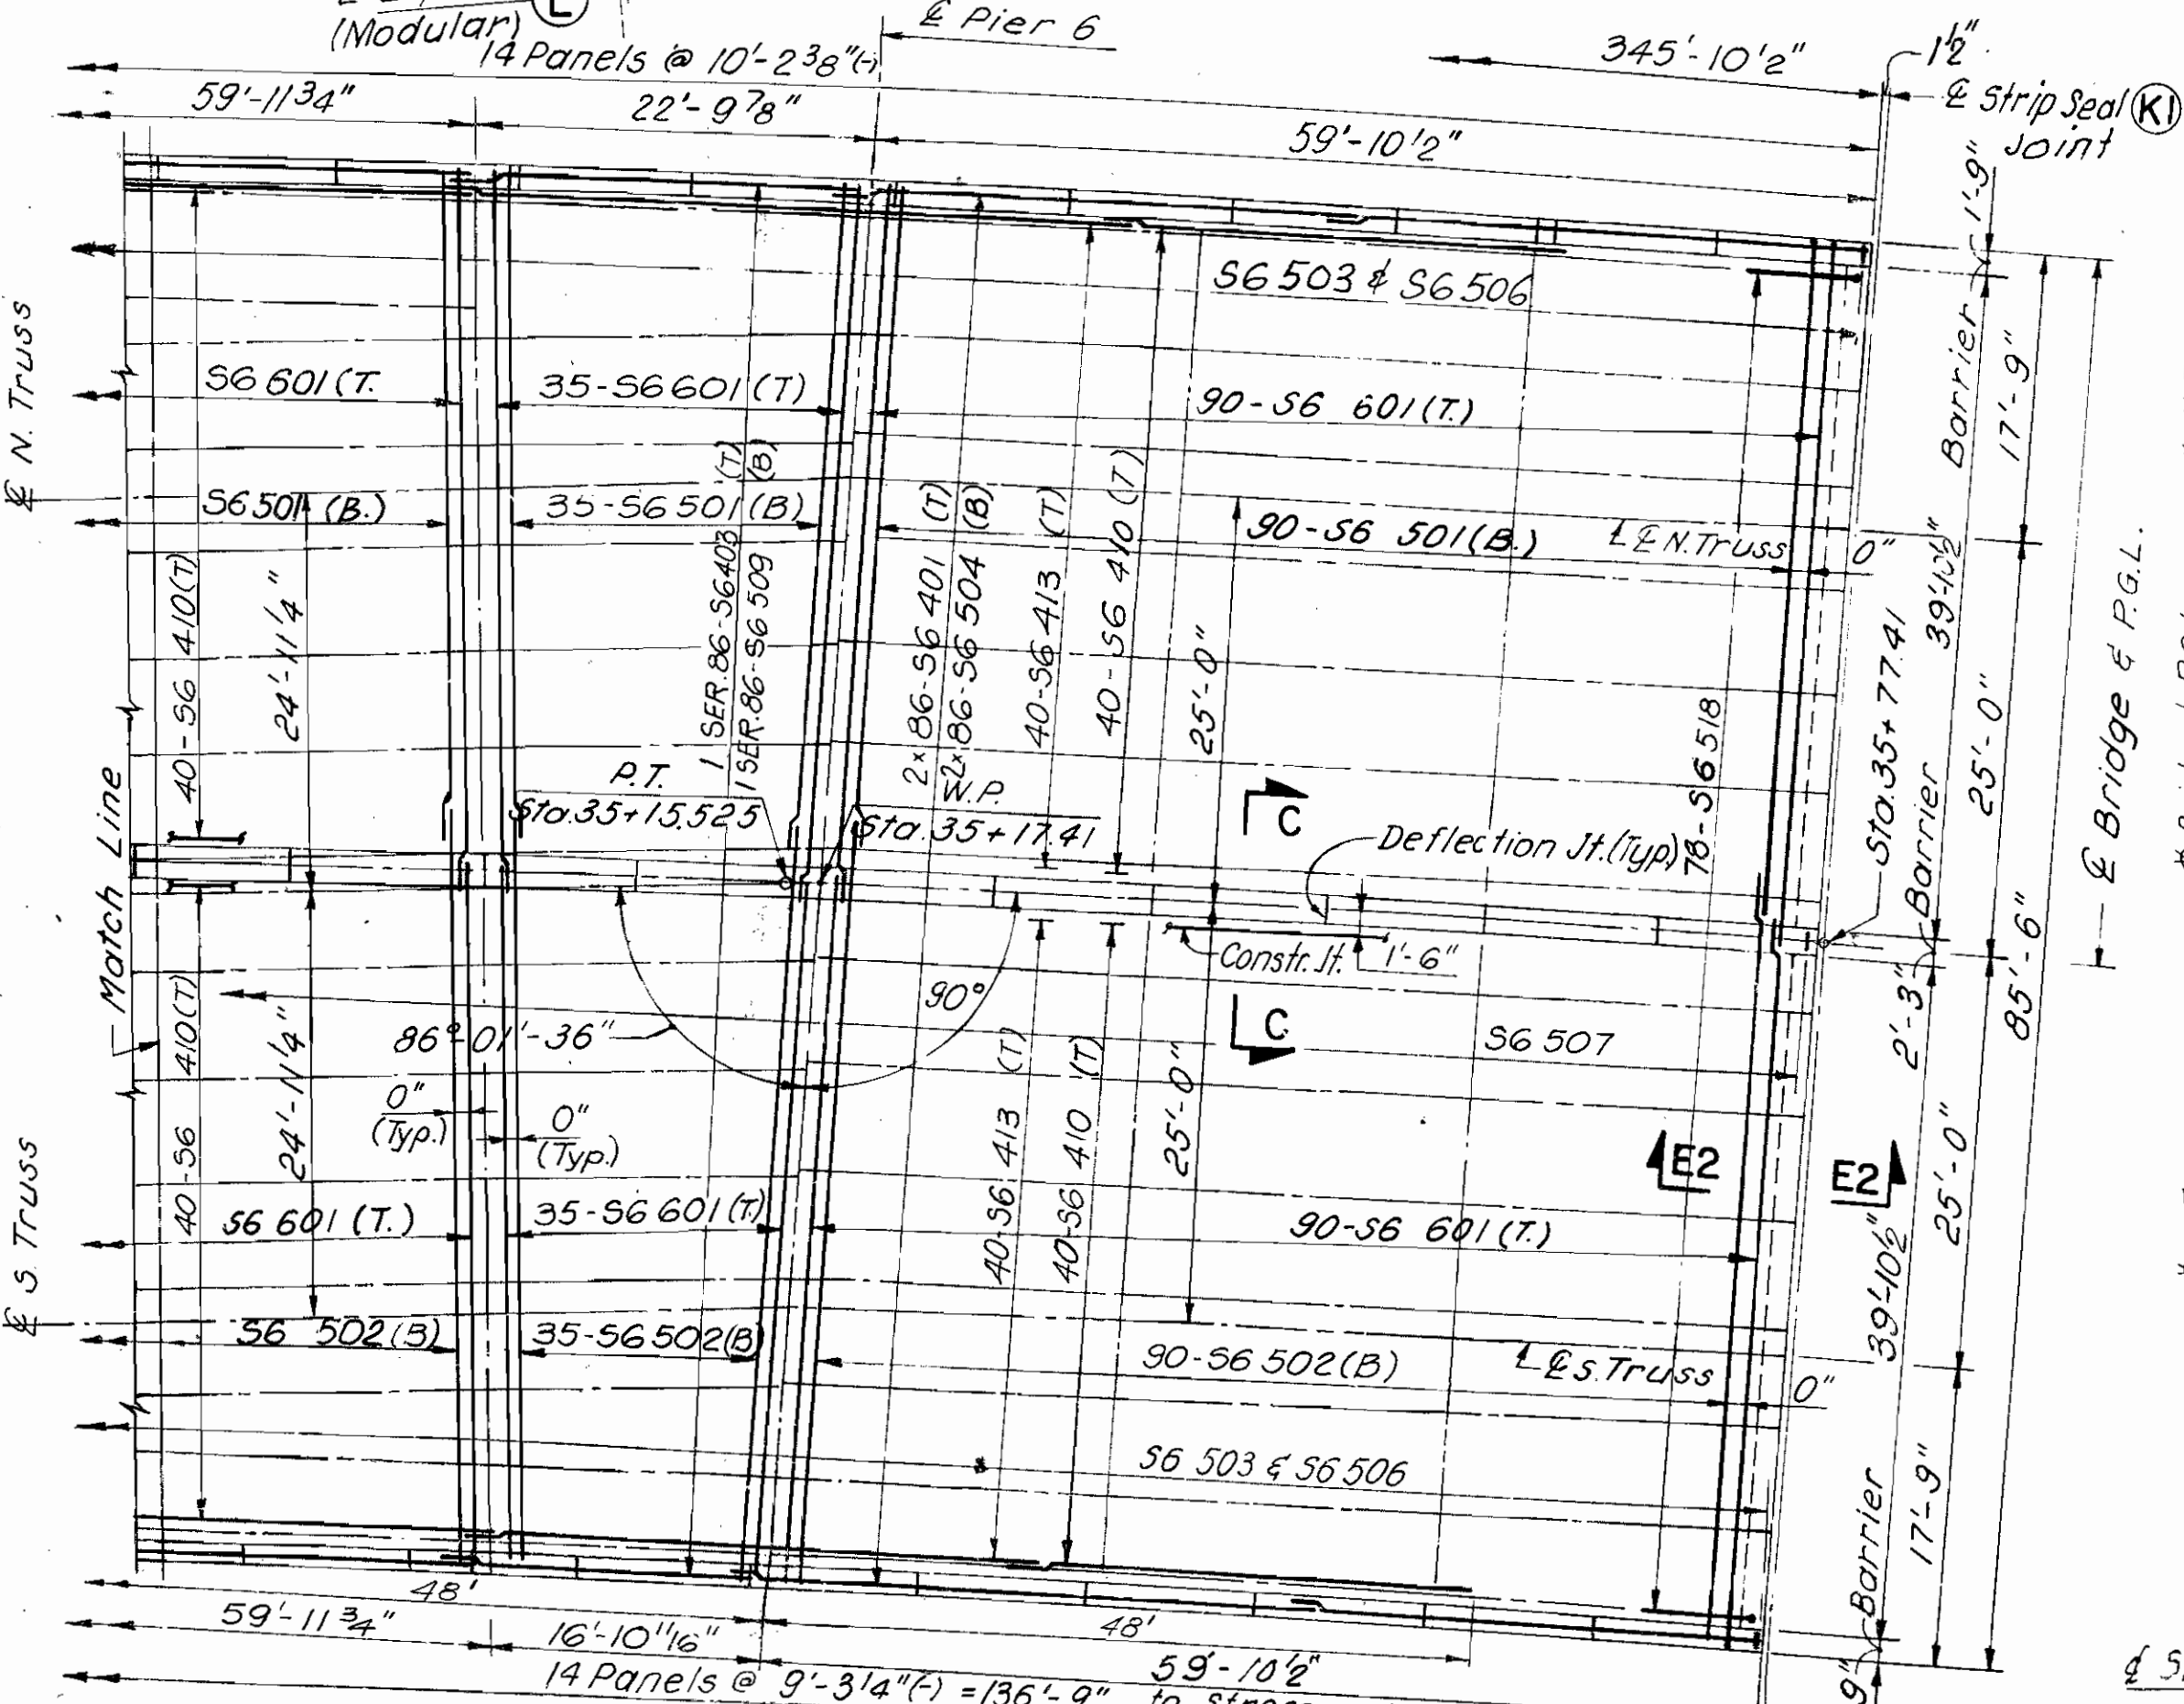 (Modular) L
℄ Pier 6
14 Panels @ 10'-2 3/8"(-)
345'-10 1/2"
1 1/2"
℄ Strip Seal K1
Joint
59'-11 3/4"
22'-9 7/8"
59'-10 1/2"
1'-9"
S6 503 & S6 506
Barrier
17'-9"
℄ N. Truss
S6 601 (T.
35-S6 601 (T)
90-S6 601 (T.)
S6 501 (B.)
35-S6 501 (B)
90-S6 501 (B.)
℄ N. Truss
0"
40-S6 410(T)
24'-11 1/4"
1 SER. 86-S6403 (T)
1 SER. 86-S6 509 (B)
2x86-S6 401 (T)
2x86-S6 504 (B)
40-S6 413 (T)
40-S6 410 (T)
25'-0"
78-S6 518
39'-10 1/2"
Sta. 35+77.41
25'-0"
℄ Bridge & P.G.L.
Match Line
P.T.
Sta. 35+15.525
W.P.
Sta. 35+17.41
C
Deflection Jt. (Typ.)
Barrier
85'-6"
Constr. Jt.
1'-6"
2'-3"
90°
86°-01'-36"
C
S6 507
40-S6 410(T)
24'-11 1/4"
0"
(Typ.)
0"
(Typ.)
40-S6 413 (T)
40-S6 410 (T)
25'-0"
E2
E2
25'-0"
℄ S. Truss
S6 601 (T.)
35-S6 601 (T)
90-S6 601 (T.)
39'-10 1/2"
S6 502 (B)
35-S6 502 (B)
90-S6 502 (B)
℄ S. Truss
0"
S6 503 & S6 506
Barrier
17'-9"
48'
48'
59'-11 3/4"
16'-10 11/16"
59'-10 1/2"
14 Panels @ 9'-3 1/4"(-) = 136'-9"
9"